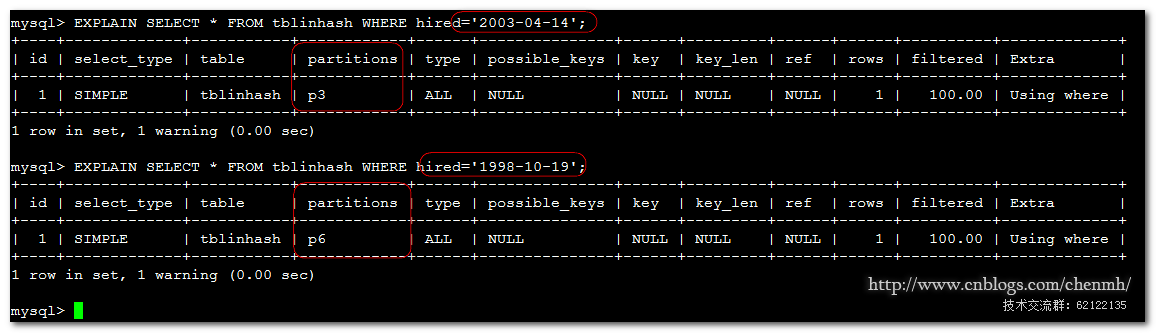 mysql> EXPLAIN SELECT * FROM tblinhash WHERE hired='2003-04-14';
+----+-------------+-----------+------------+------+---------------+------+---------+------+------+----------+-------------+
| id | select_type | table     | partitions | type | possible_keys | key  | key_len | ref  | rows | filtered | Extra       |
+----+-------------+-----------+------------+------+---------------+------+---------+------+------+----------+-------------+
|  1 | SIMPLE      | tblinhash | p3         | ALL  | NULL          | NULL | NULL    | NULL |    1 |   100.00 | Using where |
+----+-------------+-----------+------------+------+---------------+------+---------+------+------+----------+-------------+
1 row in set, 1 warning (0.00 sec)
mysql> EXPLAIN SELECT * FROM tblinhash WHERE hired='1998-10-19';
+----+-------------+-----------+------------+------+---------------+------+---------+------+------+----------+-------------+
| id | select_type | table     | partitions | type | possible_keys | key  | key_len | ref  | rows | filtered | Extra       |
+----+-------------+-----------+------------+------+---------------+------+---------+------+------+----------+-------------+
|  1 | SIMPLE      | tblinhash | p6         | ALL  | NULL          | NULL | NULL    | NULL |    1 |   100.00 | Using where |
+----+-------------+-----------+------------+------+---------------+------+---------+------+------+----------+-------------+
1 row in set, 1 warning (0.00 sec)
http://www.cnblogs.com/chenmh/
技术交流群：62122135
mysql>